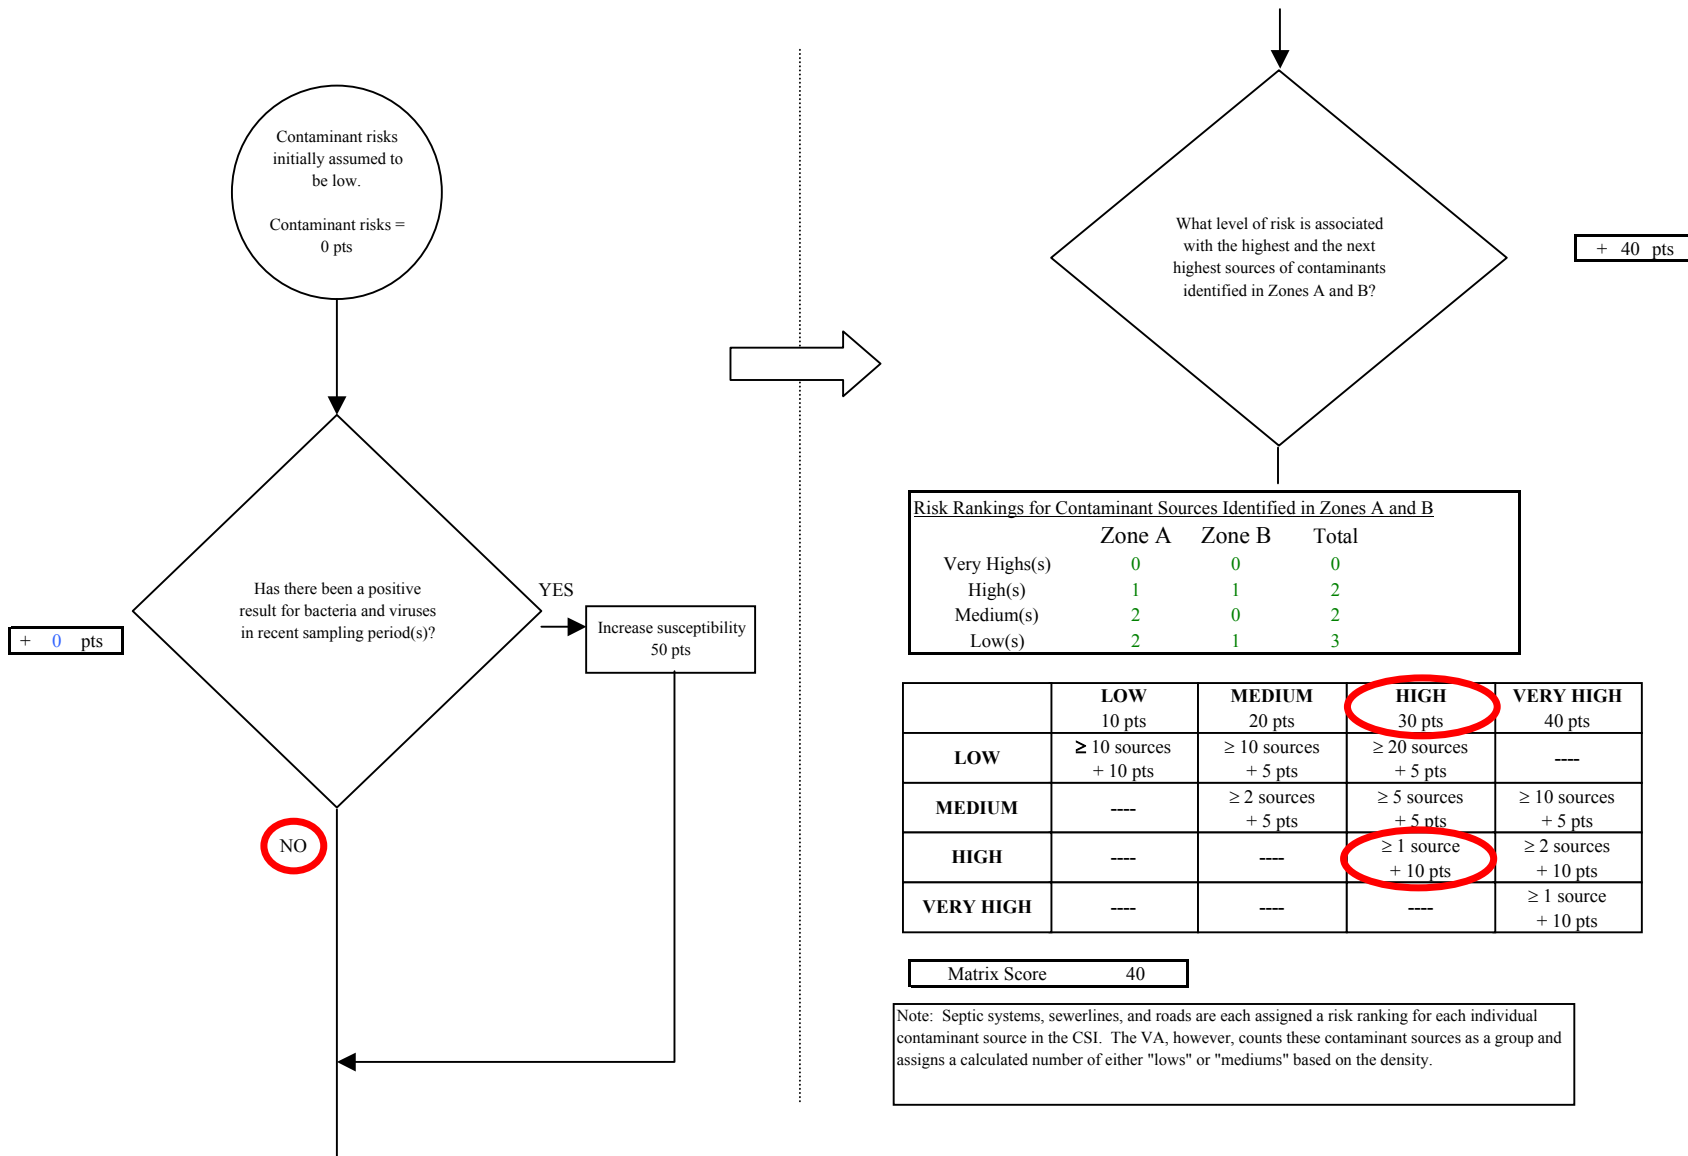 Contaminant risks
initially assumed to
be low.
Contaminant risks =
0 pts
Has there been a positive
result for bacteria and viruses
in recent sampling period(s)?
YES
+ 0 pts
Increase susceptibility
50 pts
NO
What level of risk is associated
with the highest and the next
highest sources of contaminants
identified in Zones A and B?
+ 40 pts
Risk Rankings for Contaminant Sources Identified in Zones A and B
Zone A Zone B Total
Very Highs(s) 0 0 0
High(s) 1 1 2
Medium(s) 2 0 2
Low(s) 2 1 3
LOW MEDIUM HIGH VERY HIGH
10 pts 20 pts 30 pts 40 pts
LOW ≥ 10 sources + 10 pts ≥ 10 sources + 5 pts ≥ 20 sources + 5 pts ----
MEDIUM ---- ≥ 2 sources + 5 pts ≥ 5 sources + 5 pts ≥ 10 sources + 5 pts
HIGH ---- ---- ≥ 1 source + 10 pts ≥ 2 sources + 10 pts
VERY HIGH ---- ---- ---- ≥ 1 source + 10 pts
Matrix Score 40
Note: Septic systems, sewerlines, and roads are each assigned a risk ranking for each individual
contaminant source in the CSI. The VA, however, counts these contaminant sources as a group and
assigns a calculated number of either "lows" or "mediums" based on the density.